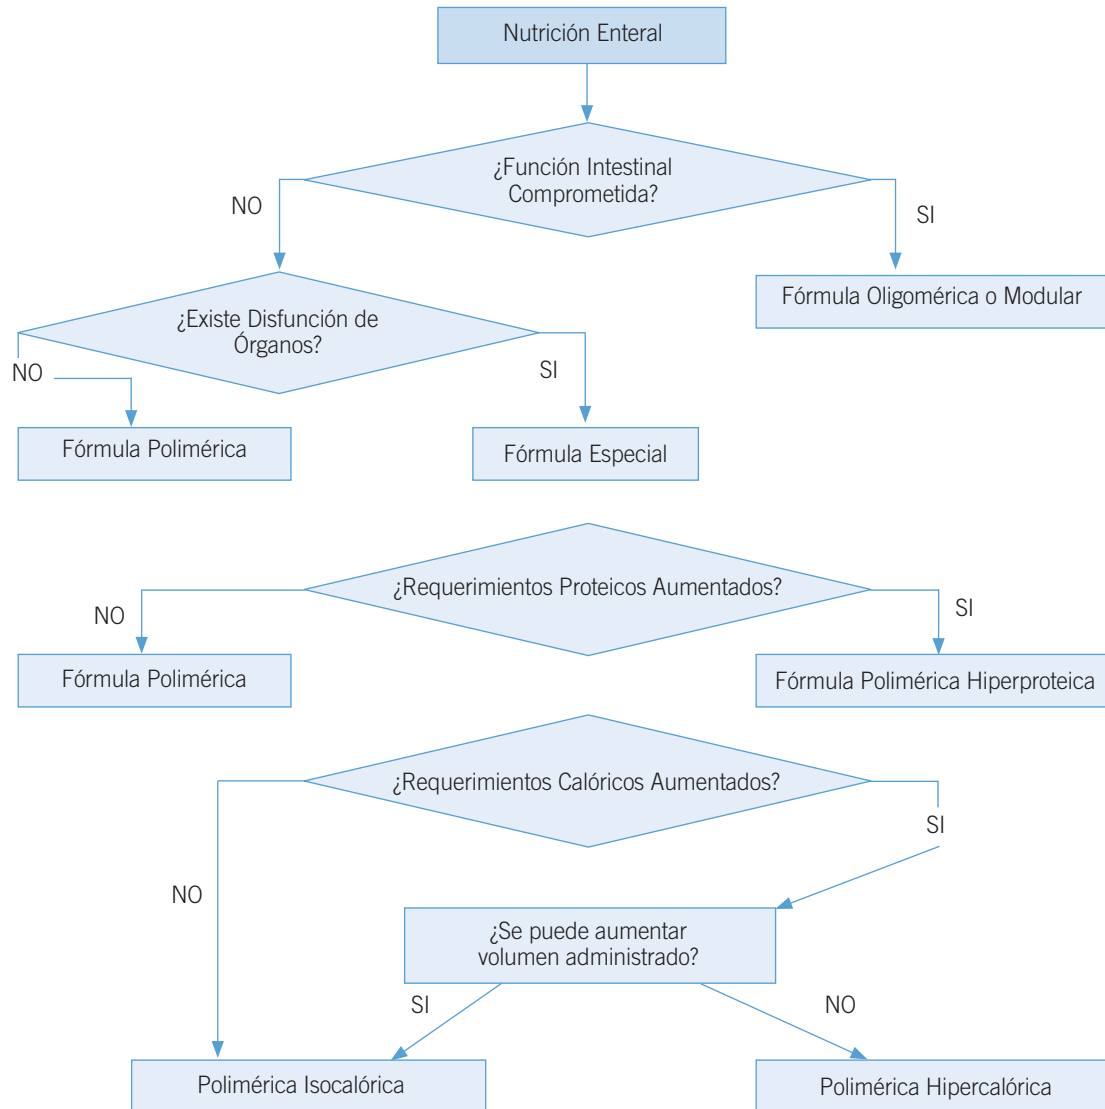 Nutrición Enteral
¿Función Intestinal
Comprometida?
NO
SI
Fórmula Oligomérica o Modular
¿Existe Disfunción de
Órganos?
NO
SI
Fórmula Polimérica
Fórmula Especial
¿Requerimientos Proteicos Aumentados?
NO
SI
Fórmula Polimérica
Fórmula Polimérica Hiperproteica
¿Requerimientos Calóricos Aumentados?
SI
NO
¿Se puede aumentar
volumen administrado?
SI
NO
Polimérica Isocalórica
Polimérica Hipercalórica